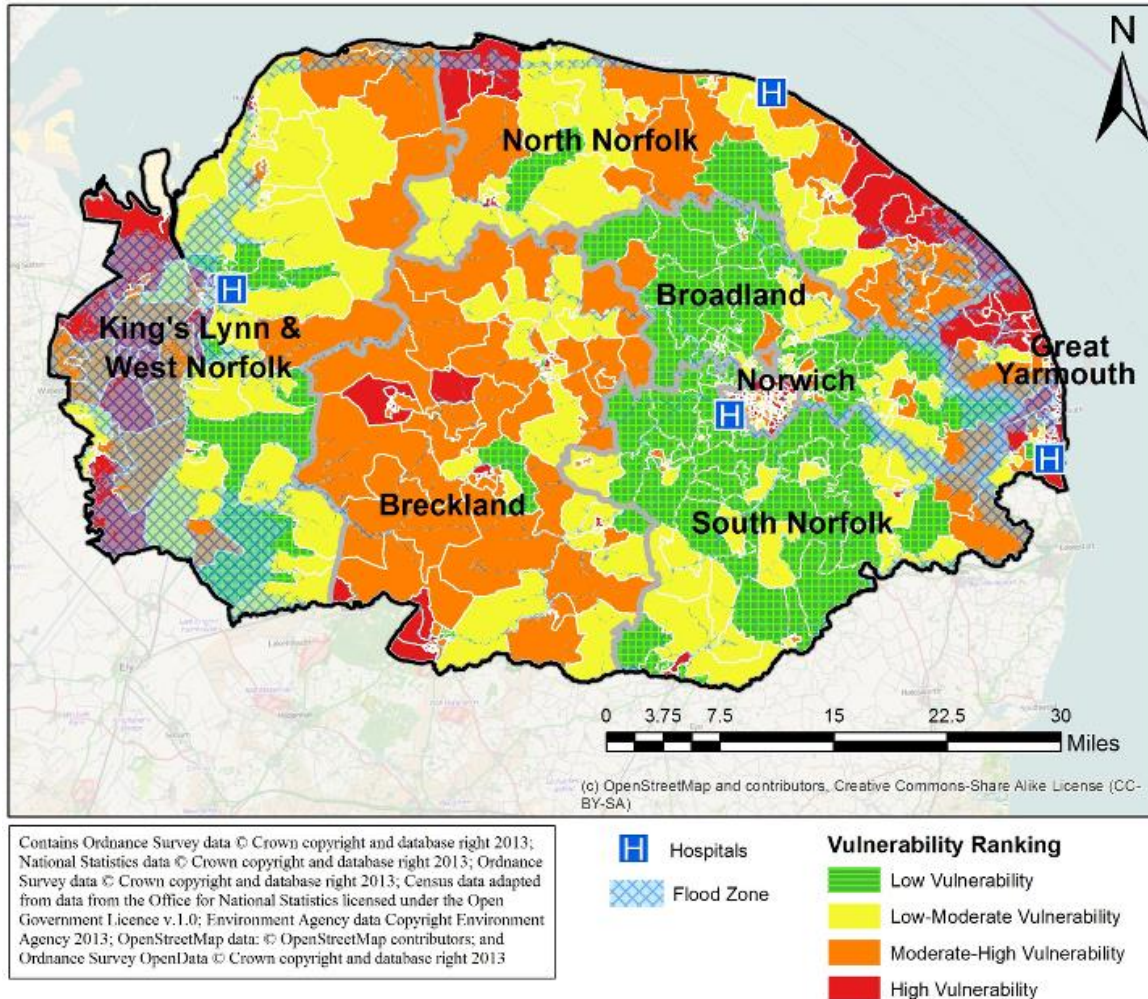 N
North Norfolk
Broadland
King's Lynn &
West Norfolk
Great
Yarmouth
Norwich
Breckland
South Norfolk
0 3.75 7.5 15 22.5 30
Miles
(c) OpenStreetMap and contributors, Creative Commons-Share Alike License (CC-
BY-SA)
Contains Ordnance Survey data © Crown copyright and database right 2013;
National Statistics data © Crown copyright and database right 2013; Ordnance
Survey data © Crown copyright and database right 2013; Census data adapted
from data from the Office for National Statistics licensed under the Open
Government Licence v.1.0; Environment Agency data Copyright Environment
Agency 2013; OpenStreetMap data: © OpenStreetMap contributors; and
Ordnance Survey OpenData © Crown copyright and database right 2013
H Hospitals
Flood Zone
Vulnerability Ranking
Low Vulnerability
Low-Moderate Vulnerability
Moderate-High Vulnerability
High Vulnerability
H
H
H
H
Ely